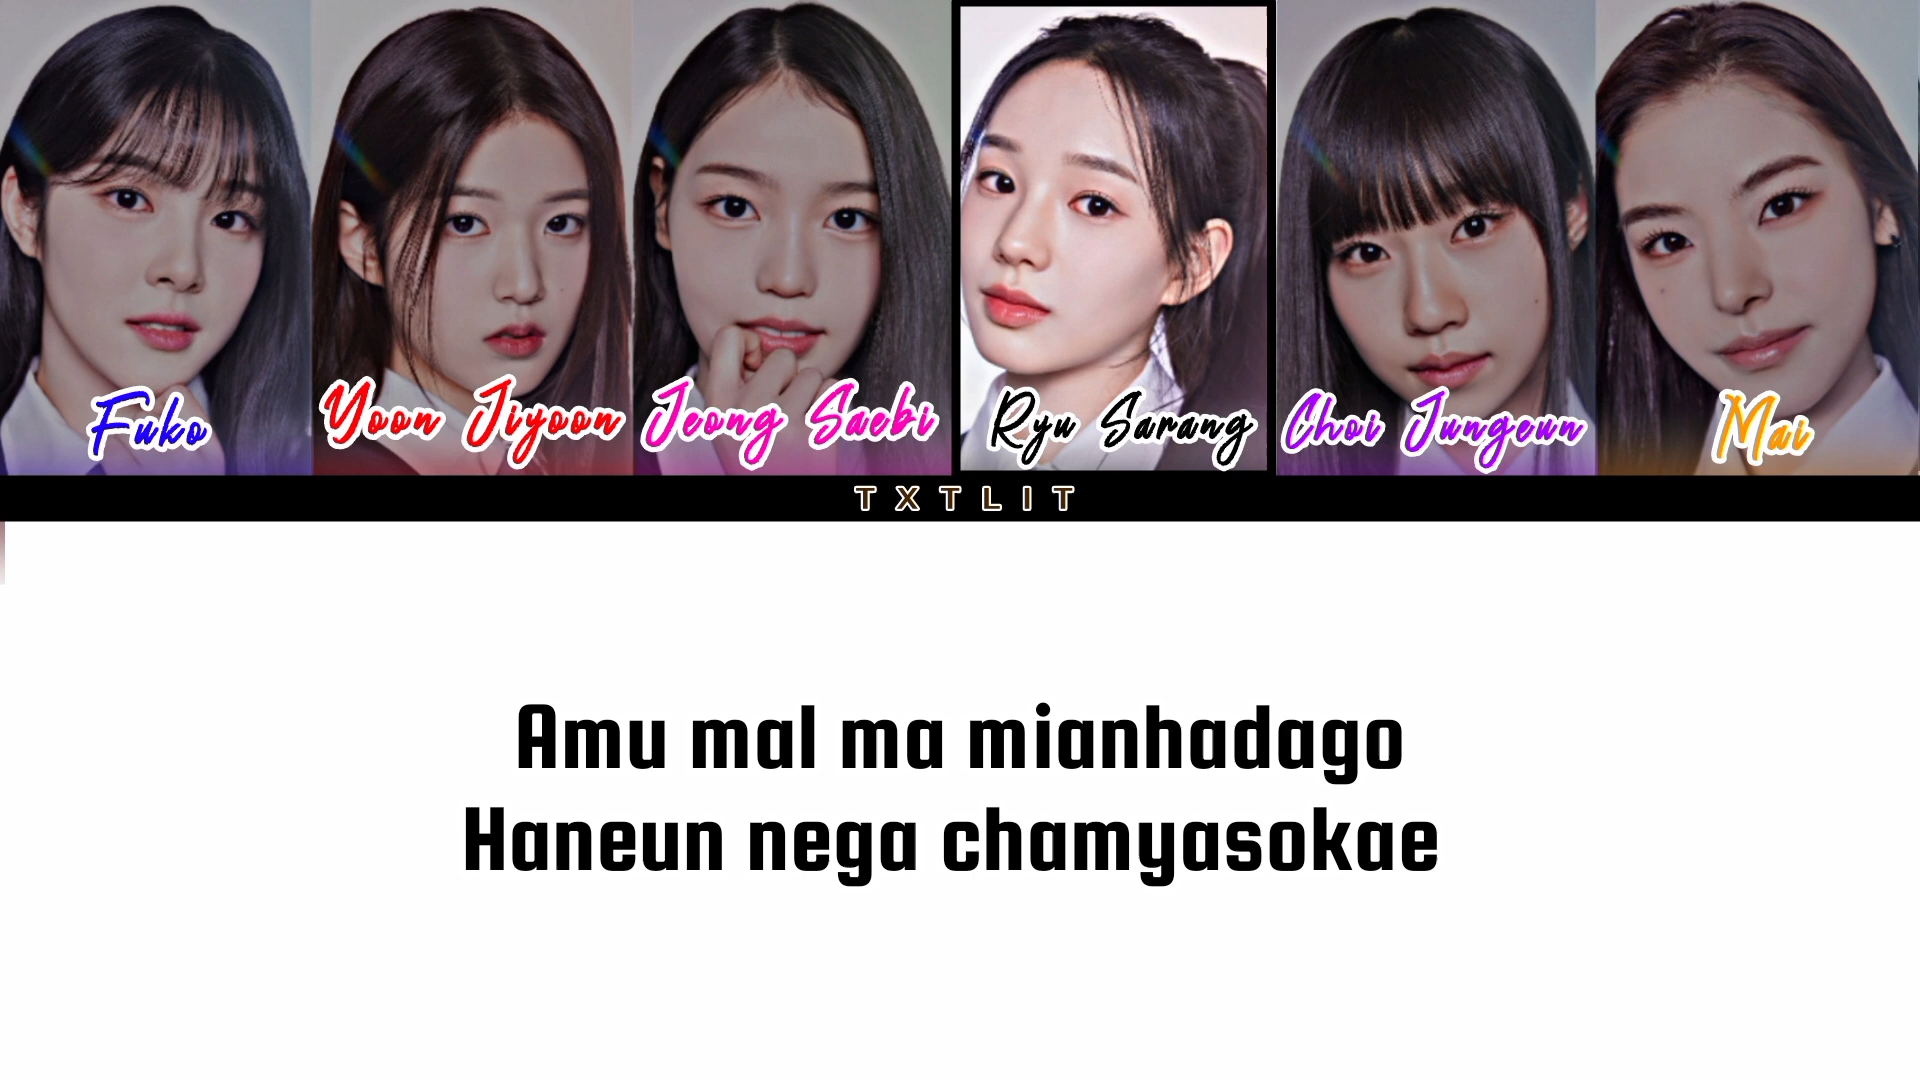 Fuko
Yoon Jiyoon
Jeong Saebi
Ryu Sarang
Choi Jungeun
Mai
TXTLIT
Amu mal ma mianhadago
Haneun nega chamyasokae